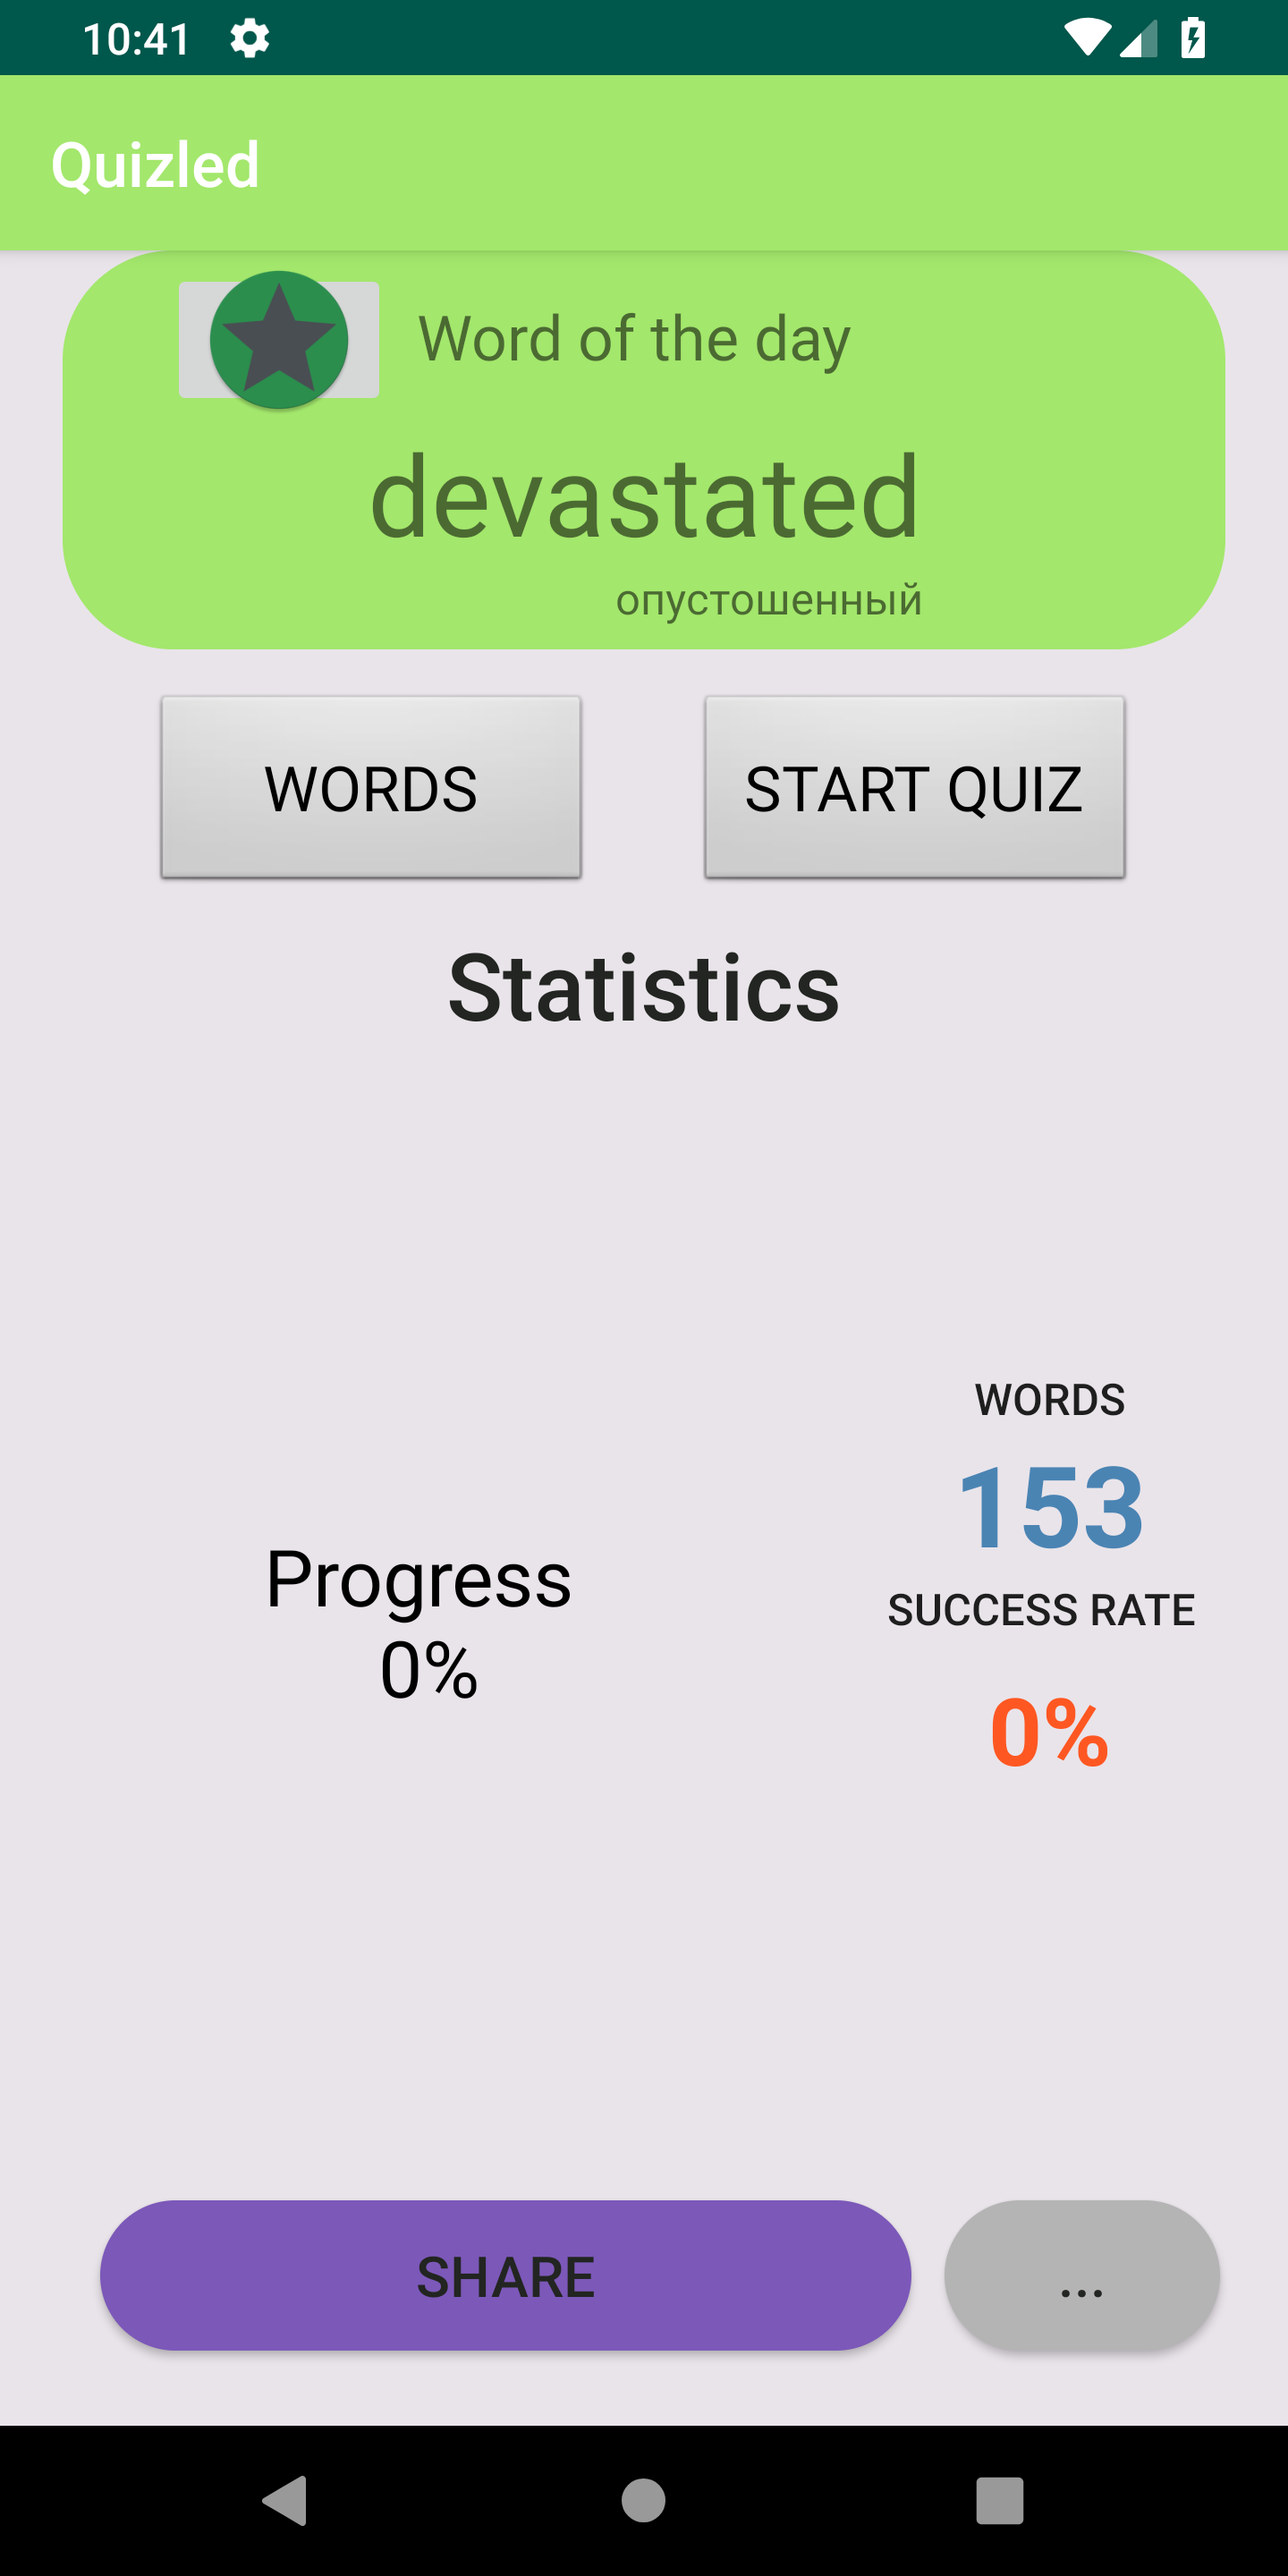 10:41
Quizled
Word of the day
devastated
опустошенный
WORDS
START QUIZ
Statistics
WORDS
153
Progress
0%
SUCCESS RATE
0%
SHARE
...